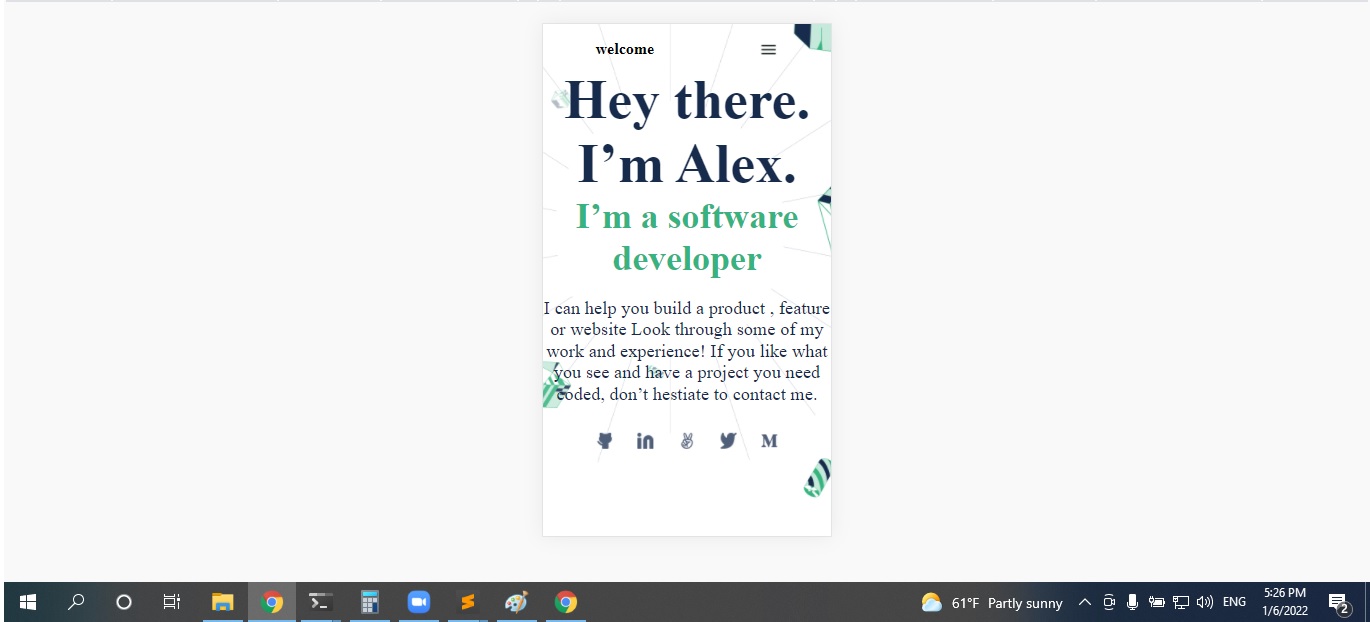 welcome
Hey there.
I’m Alex.
I’m a software
developer
I can help you build a product , feature
or website Look through some of my
work and experience! If you like what
you see and have a project you need
coded, don’t hestiate to contact me.
in
M
61°F Partly sunny
ENG
5:26 PM
1/6/2022
2